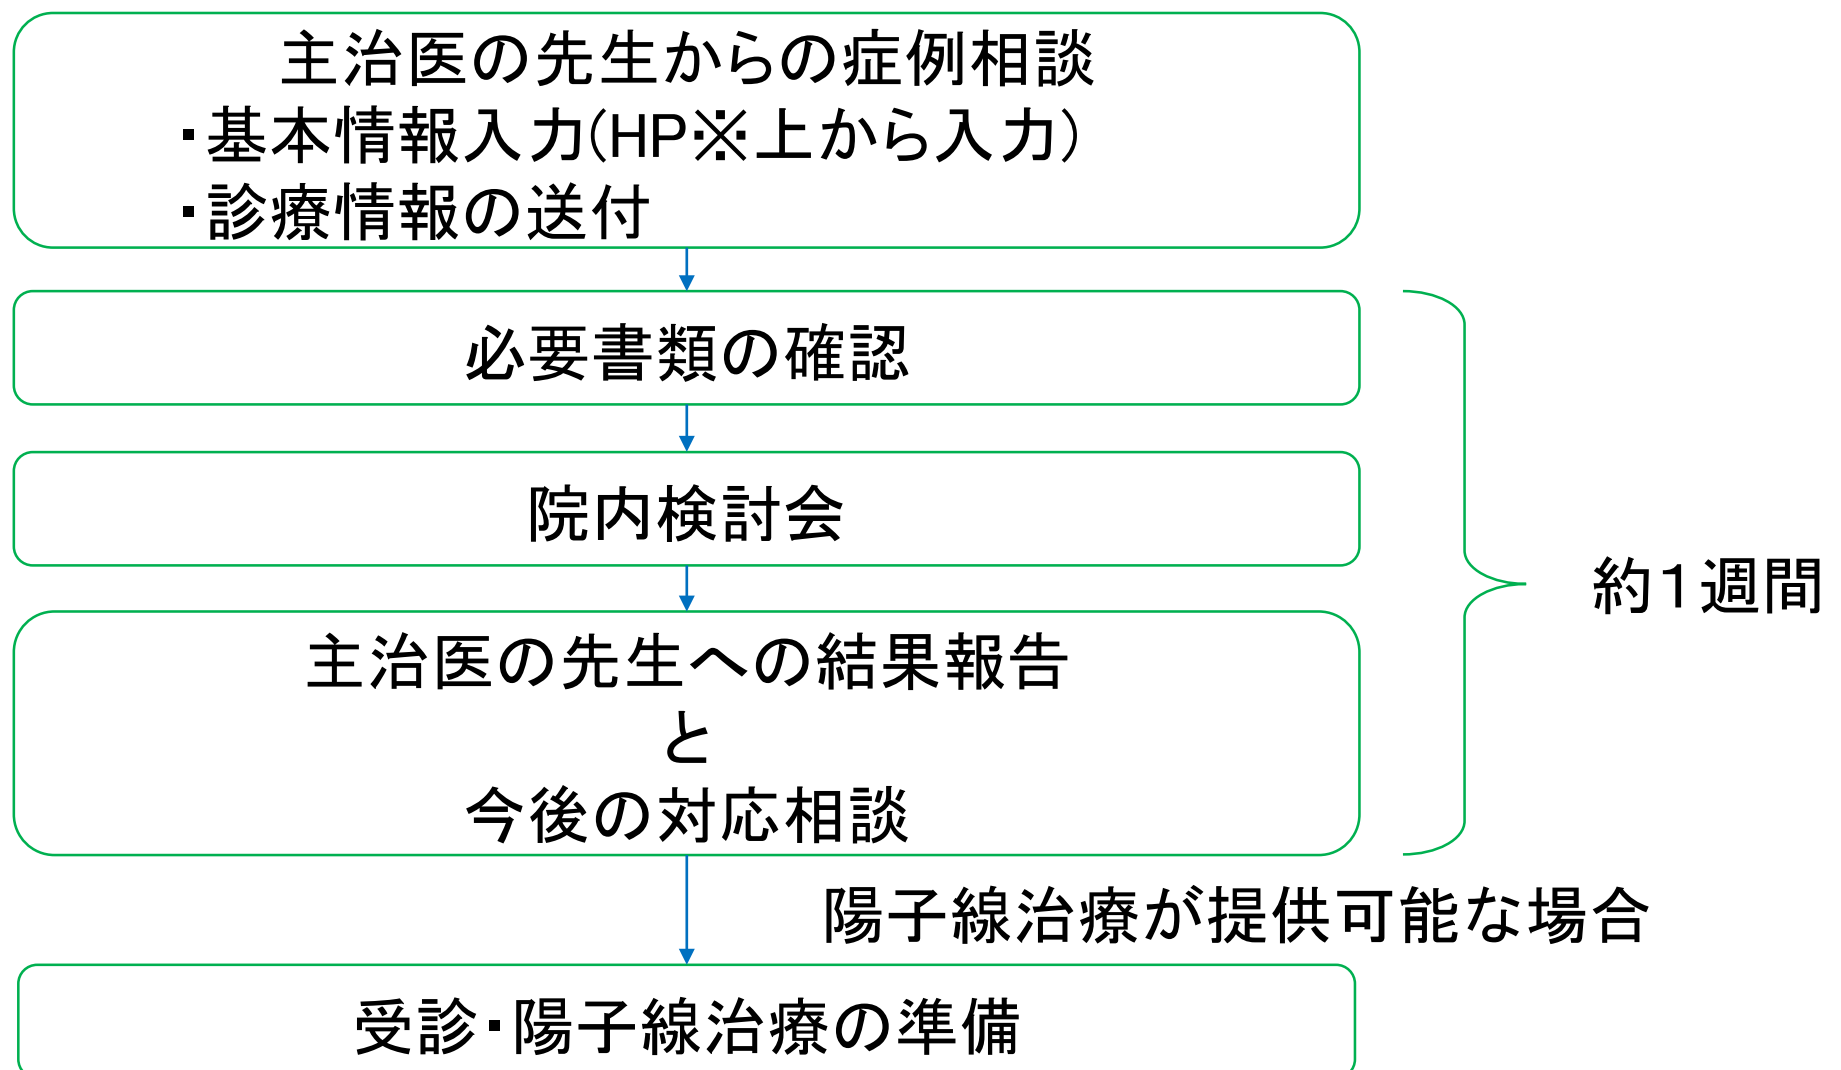 主治医の先生からの症例相談
・基本情報入力(HP※上から入力)
・診療情報の送付
必要書類の確認
院内検討会
約1週間
主治医の先生への結果報告
と
今後の対応相談
陽子線治療が提供可能な場合
受診・陽子線治療の準備